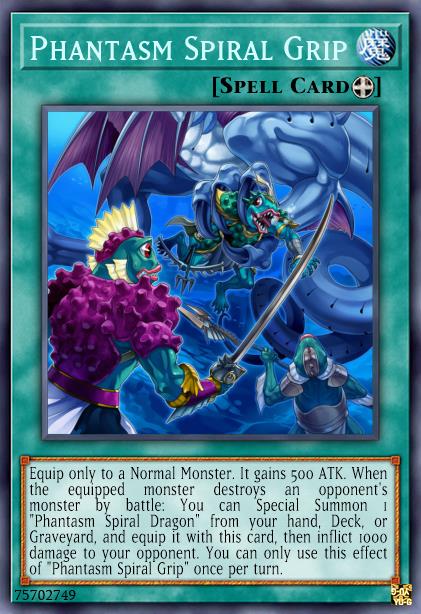 Phantasm Spiral Grip
魔
[Spell Card]
Equip only to a Normal Monster. It gains 500 ATK. When
the equipped monster destroys an opponent's
monster by battle: You can Special Summon 1
"Phantasm Spiral Dragon" from your hand, Deck, or
Graveyard, and equip it with this card, then inflict 1000
damage to your opponent. You can only use this effect
of "Phantasm Spiral Grip" once per turn.
75702749